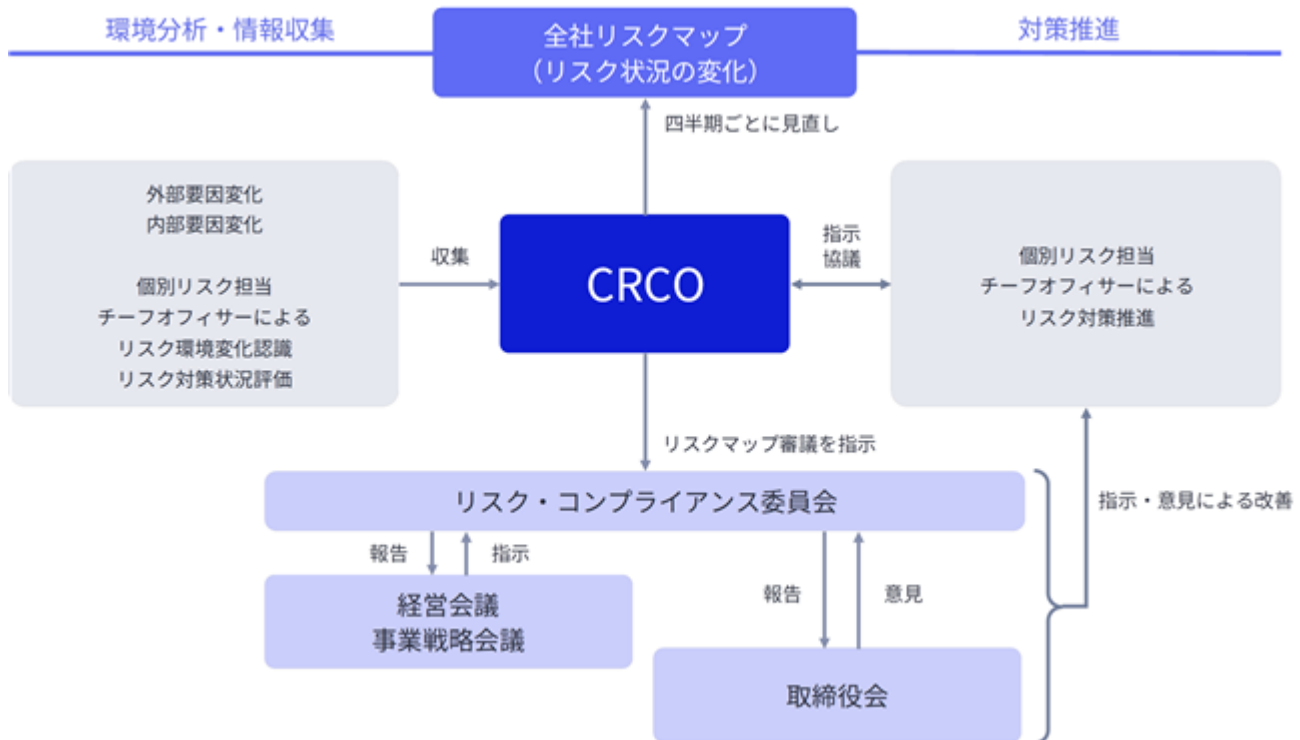 環境分析・情報収集
全社リスクマップ
（リスク状況の変化）
対策推進
四半期ごとに見直し
外部要因変化
内部要因変化
個別リスク担当
チーフオフィサーによる
リスク環境変化認識
リスク対策状況評価
収集
CRCO
指示
協議
個別リスク担当
チーフオフィサーによる
リスク対策推進
リスクマップ審議を指示
リスク・コンプライアンス委員会
指示・意見による改善
報告
指示
経営会議
事業戦略会議
報告
意見
取締役会